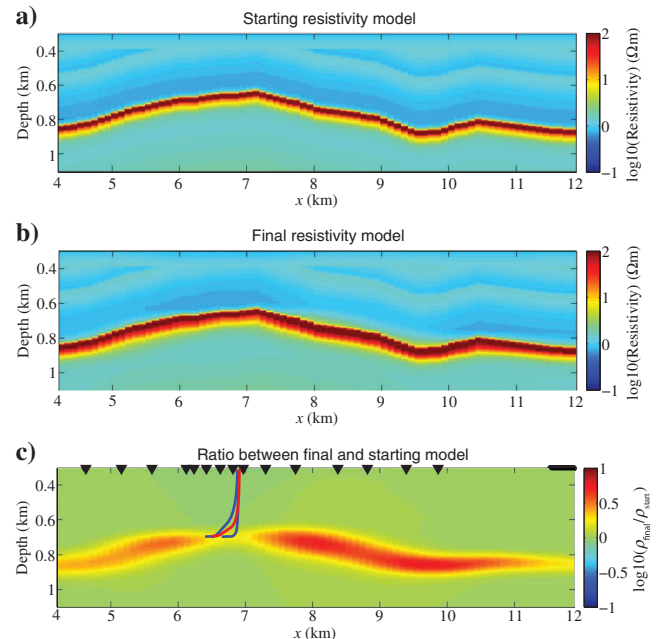 a)
Starting resistivity model
0.4
0.6
0.8
1
Depth (km)
4 5 6 7 8 9 10 11 12
x (km)
2
1
0
−1
log10(Resistivity) (Ωm)
b)
Final resistivity model
0.4
0.6
0.8
1
Depth (km)
4 5 6 7 8 9 10 11 12
x (km)
2
1
0
−1
log10(Resistivity) (Ωm)
c)
Ratio between final and starting model
0.4
0.6
0.8
1
Depth (km)
4 5 6 7 8 9 10 11 12
x (km)
1
0.5
0
−0.5
−1
log10(ρfinal/ρstart)